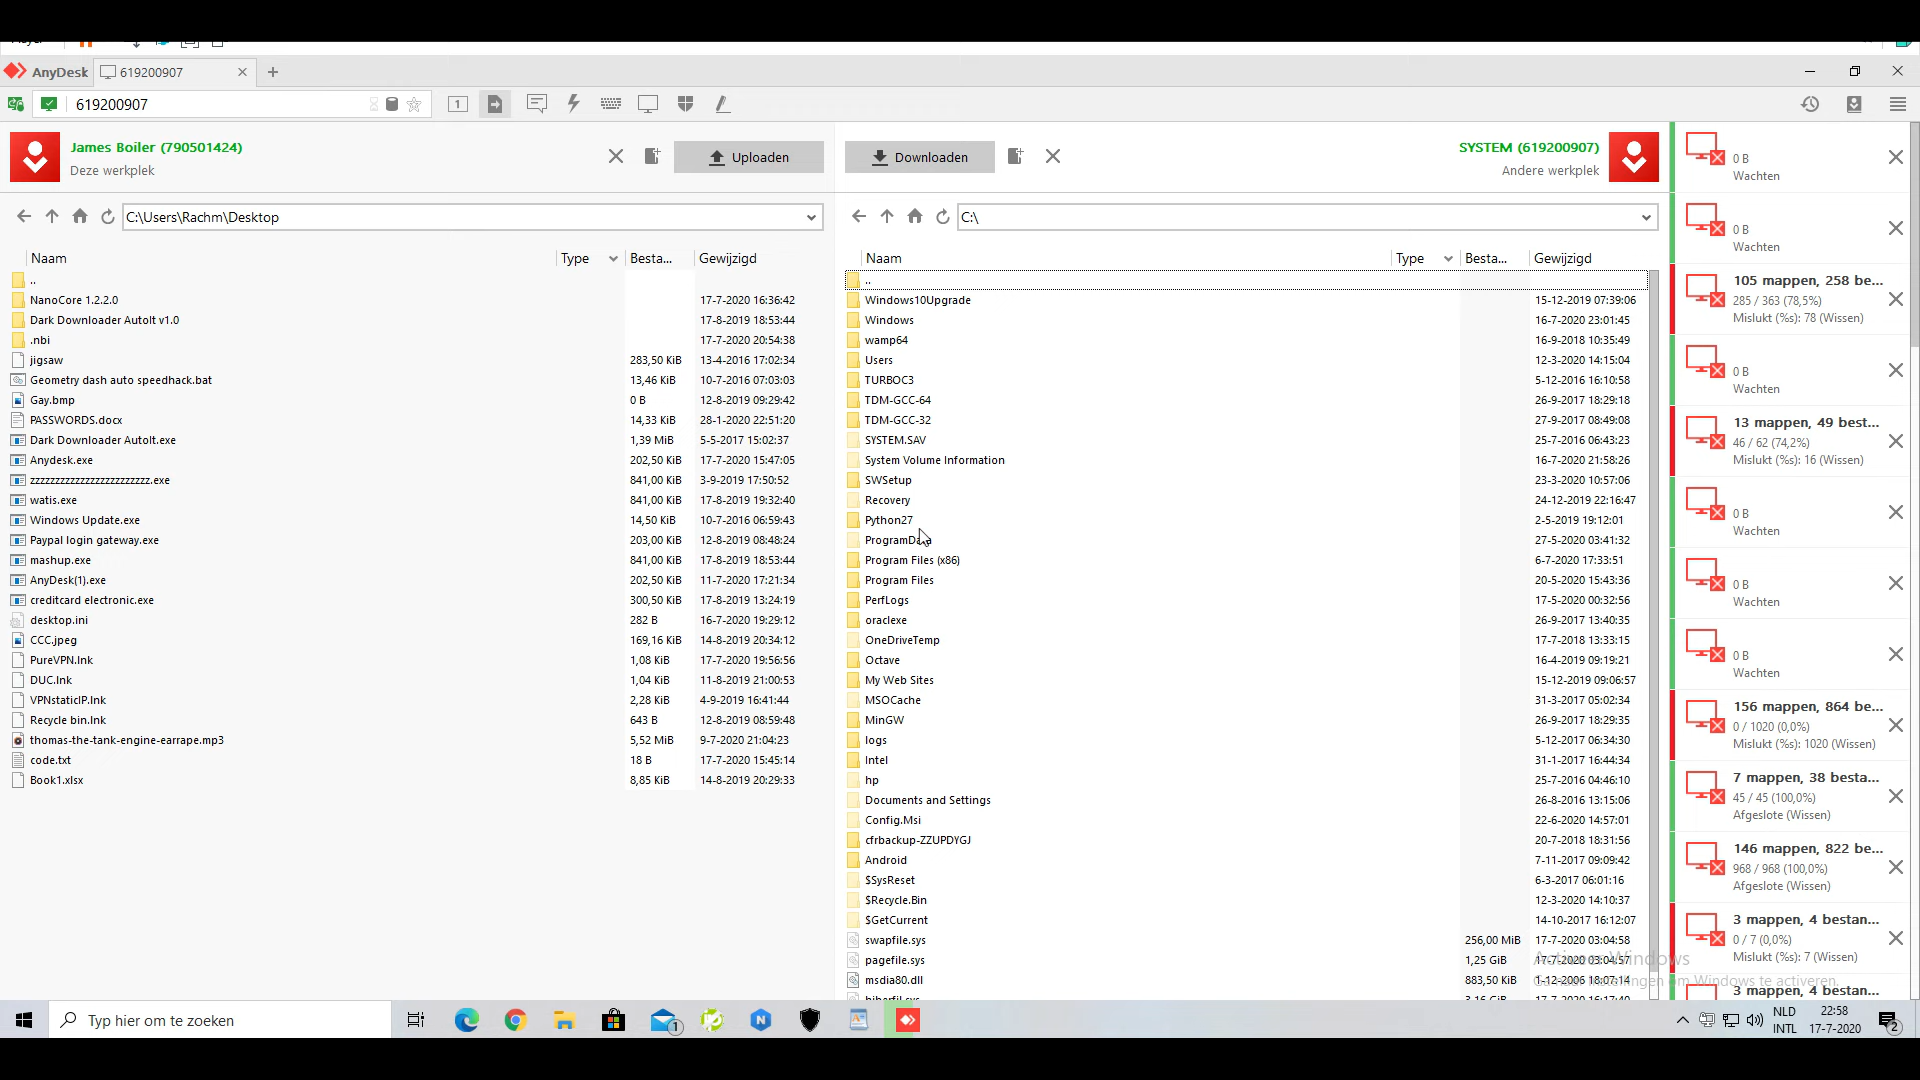 AnyDesk 619200907
619200907 1
James Boiler (790501424)
Deze werkplek
Uploaden
Downloaden
SYSTEM (619200907)
Andere werkplek
C:\Users\Rachm\Desktop
Naam Type Besta... Gewijzigd
..
NanoCore 1.2.2.0 17-7-2020 16:36:42
Dark Downloader AutoIt v1.0 17-8-2019 18:53:44
.nbi 17-7-2020 20:54:38
jigsaw 283,50 KiB 13-4-2016 17:02:34
Geometry dash auto speedhack.bat 13,46 KiB 10-7-2016 07:03:03
Gay.bmp 0 B 12-8-2019 09:29:42
PASSWORDS.docx 14,33 KiB 28-1-2020 22:51:20
Dark Downloader AutoIt.exe 1,39 MiB 5-5-2017 15:02:37
Anydesk.exe 202,50 KiB 17-7-2020 15:47:05
zzzzzzzzzzzzzzzzzzzzzzzz.exe 841,00 KiB 3-9-2019 17:50:52
watis.exe 841,00 KiB 17-8-2019 19:32:40
Windows Update.exe 14,50 KiB 10-7-2016 06:59:43
Paypal login gateway.exe 203,00 KiB 12-8-2019 08:48:24
mashup.exe 841,00 KiB 17-8-2019 18:53:44
AnyDesk(1).exe 202,50 KiB 11-7-2020 17:21:34
creditcard electronic.exe 300,50 KiB 17-8-2019 13:24:19
desktop.ini 282 B 16-7-2020 19:29:12
CCC.jpeg 169,16 KiB 14-8-2019 20:34:12
PureVPN.lnk 1,08 KiB 17-7-2020 19:56:56
DUC.lnk 1,04 KiB 11-8-2019 21:00:53
VPNstaticIP.lnk 2,28 KiB 4-9-2019 16:41:44
Recycle bin.lnk 643 B 12-8-2019 08:59:48
thomas-the-tank-engine-earrape.mp3 5,52 MiB 9-7-2020 21:04:23
code.txt 18 B 17-7-2020 15:45:14
Book1.xlsx 8,85 KiB 14-8-2019 20:29:33
C:\
Naam Type Besta... Gewijzigd
..
Windows10Upgrade 15-12-2019 07:39:06
Windows 16-7-2020 23:01:45
wamp64 16-9-2018 10:35:49
Users 12-3-2020 14:15:04
TURBOC3 5-12-2016 16:10:58
TDM-GCC-64 26-9-2017 18:29:18
TDM-GCC-32 27-9-2017 08:49:08
SYSTEM.SAV 25-7-2016 06:43:23
System Volume Information 16-7-2020 21:58:26
SWSetup 23-3-2020 10:57:06
Recovery 24-12-2019 22:16:47
Python27 2-5-2019 19:12:01
ProgramData 27-5-2020 03:41:32
Program Files (x86) 6-7-2020 17:33:51
Program Files 20-5-2020 15:43:36
PerfLogs 17-5-2020 00:32:56
oraclexe 26-9-2017 13:40:35
OneDriveTemp 17-7-2018 13:33:15
Octave 16-4-2019 09:19:21
My Web Sites 15-12-2019 09:06:57
MSOCache 31-3-2017 05:02:34
MinGW 26-9-2017 18:29:35
logs 5-12-2017 06:34:30
Intel 31-1-2017 16:44:34
hp 25-7-2016 04:46:10
Documents and Settings 26-8-2016 13:15:06
Config.Msi 22-6-2020 14:57:01
cfrbackup-ZZUPDYGJ 20-7-2018 18:31:56
Android 7-11-2017 09:09:42
$SysReset 6-3-2017 06:01:16
$Recycle.Bin 12-3-2020 14:10:37
$GetCurrent 14-10-2017 16:12:07
swapfile.sys 256,00 MiB 17-7-2020 03:04:58
pagefile.sys 1,25 GiB 17-7-2020 03:04:57
msdia80.dll 883,50 KiB 1-12-2006 18:07:14
hiberfil.sys 3,16 GiB 17-7-2020 16:17:40
0 B
Wachten
0 B
Wachten
105 mappen, 258 be...
285 / 363 (78,5%)
Mislukt (%s): 78 (Wissen)
0 B
Wachten
13 mappen, 49 best...
46 / 62 (74,2%)
Mislukt (%s): 16 (Wissen)
0 B
Wachten
0 B
Wachten
0 B
Wachten
156 mappen, 864 be...
0 / 1020 (0,0%)
Mislukt (%s): 1020 (Wissen)
7 mappen, 38 besta...
45 / 45 (100,0%)
Afgeslote (Wissen)
146 mappen, 822 be...
968 / 968 (100,0%)
Afgeslote (Wissen)
3 mappen, 4 bestan...
0 / 7 (0,0%)
Mislukt (%s): 7 (Wissen)
3 mappen, 4 bestan...
Windows
om Windows te activeren.
Typ hier om te zoeken
1
NLD
INTL
22:58
17-7-2020
2